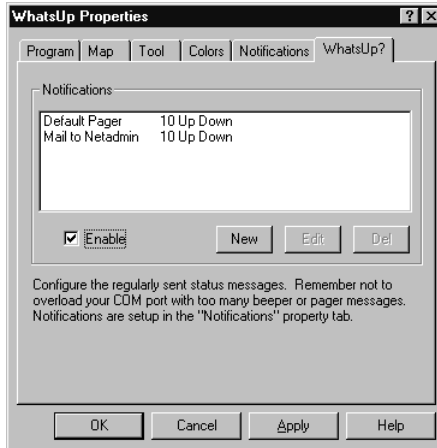 WhatsUp Properties
Program Map Tool Colors Notifications WhatsUp?
Notifications
Default Pager 10 Up Down
Mail to Netadmin 10 Up Down
Enable New Edit Del
Configure the regularly sent status messages. Remember not to
overload your COM port with too many beeper or pager messages.
Notifications are setup in the "Notifications" property tab.
OK Cancel Apply Help